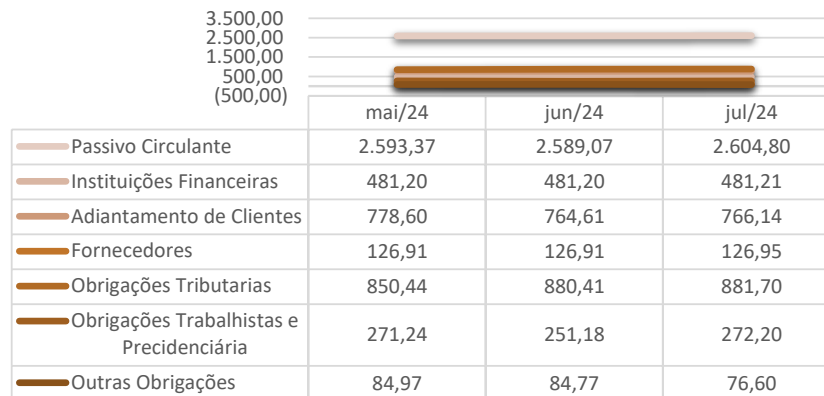 3.500,00
2.500,00
1.500,00
500,00
(500,00)
mai/24 jun/24 jul/24
Passivo Circulante 2.593,37 2.589,07 2.604,80
Instituições Financeiras 481,20 481,20 481,21
Adiantamento de Clientes 778,60 764,61 766,14
Fornecedores 126,91 126,91 126,95
Obrigações Tributarias 850,44 880,41 881,70
Obrigações Trabalhistas e
Precidenciária 271,24 251,18 272,20
Outras Obrigações 84,97 84,77 76,60